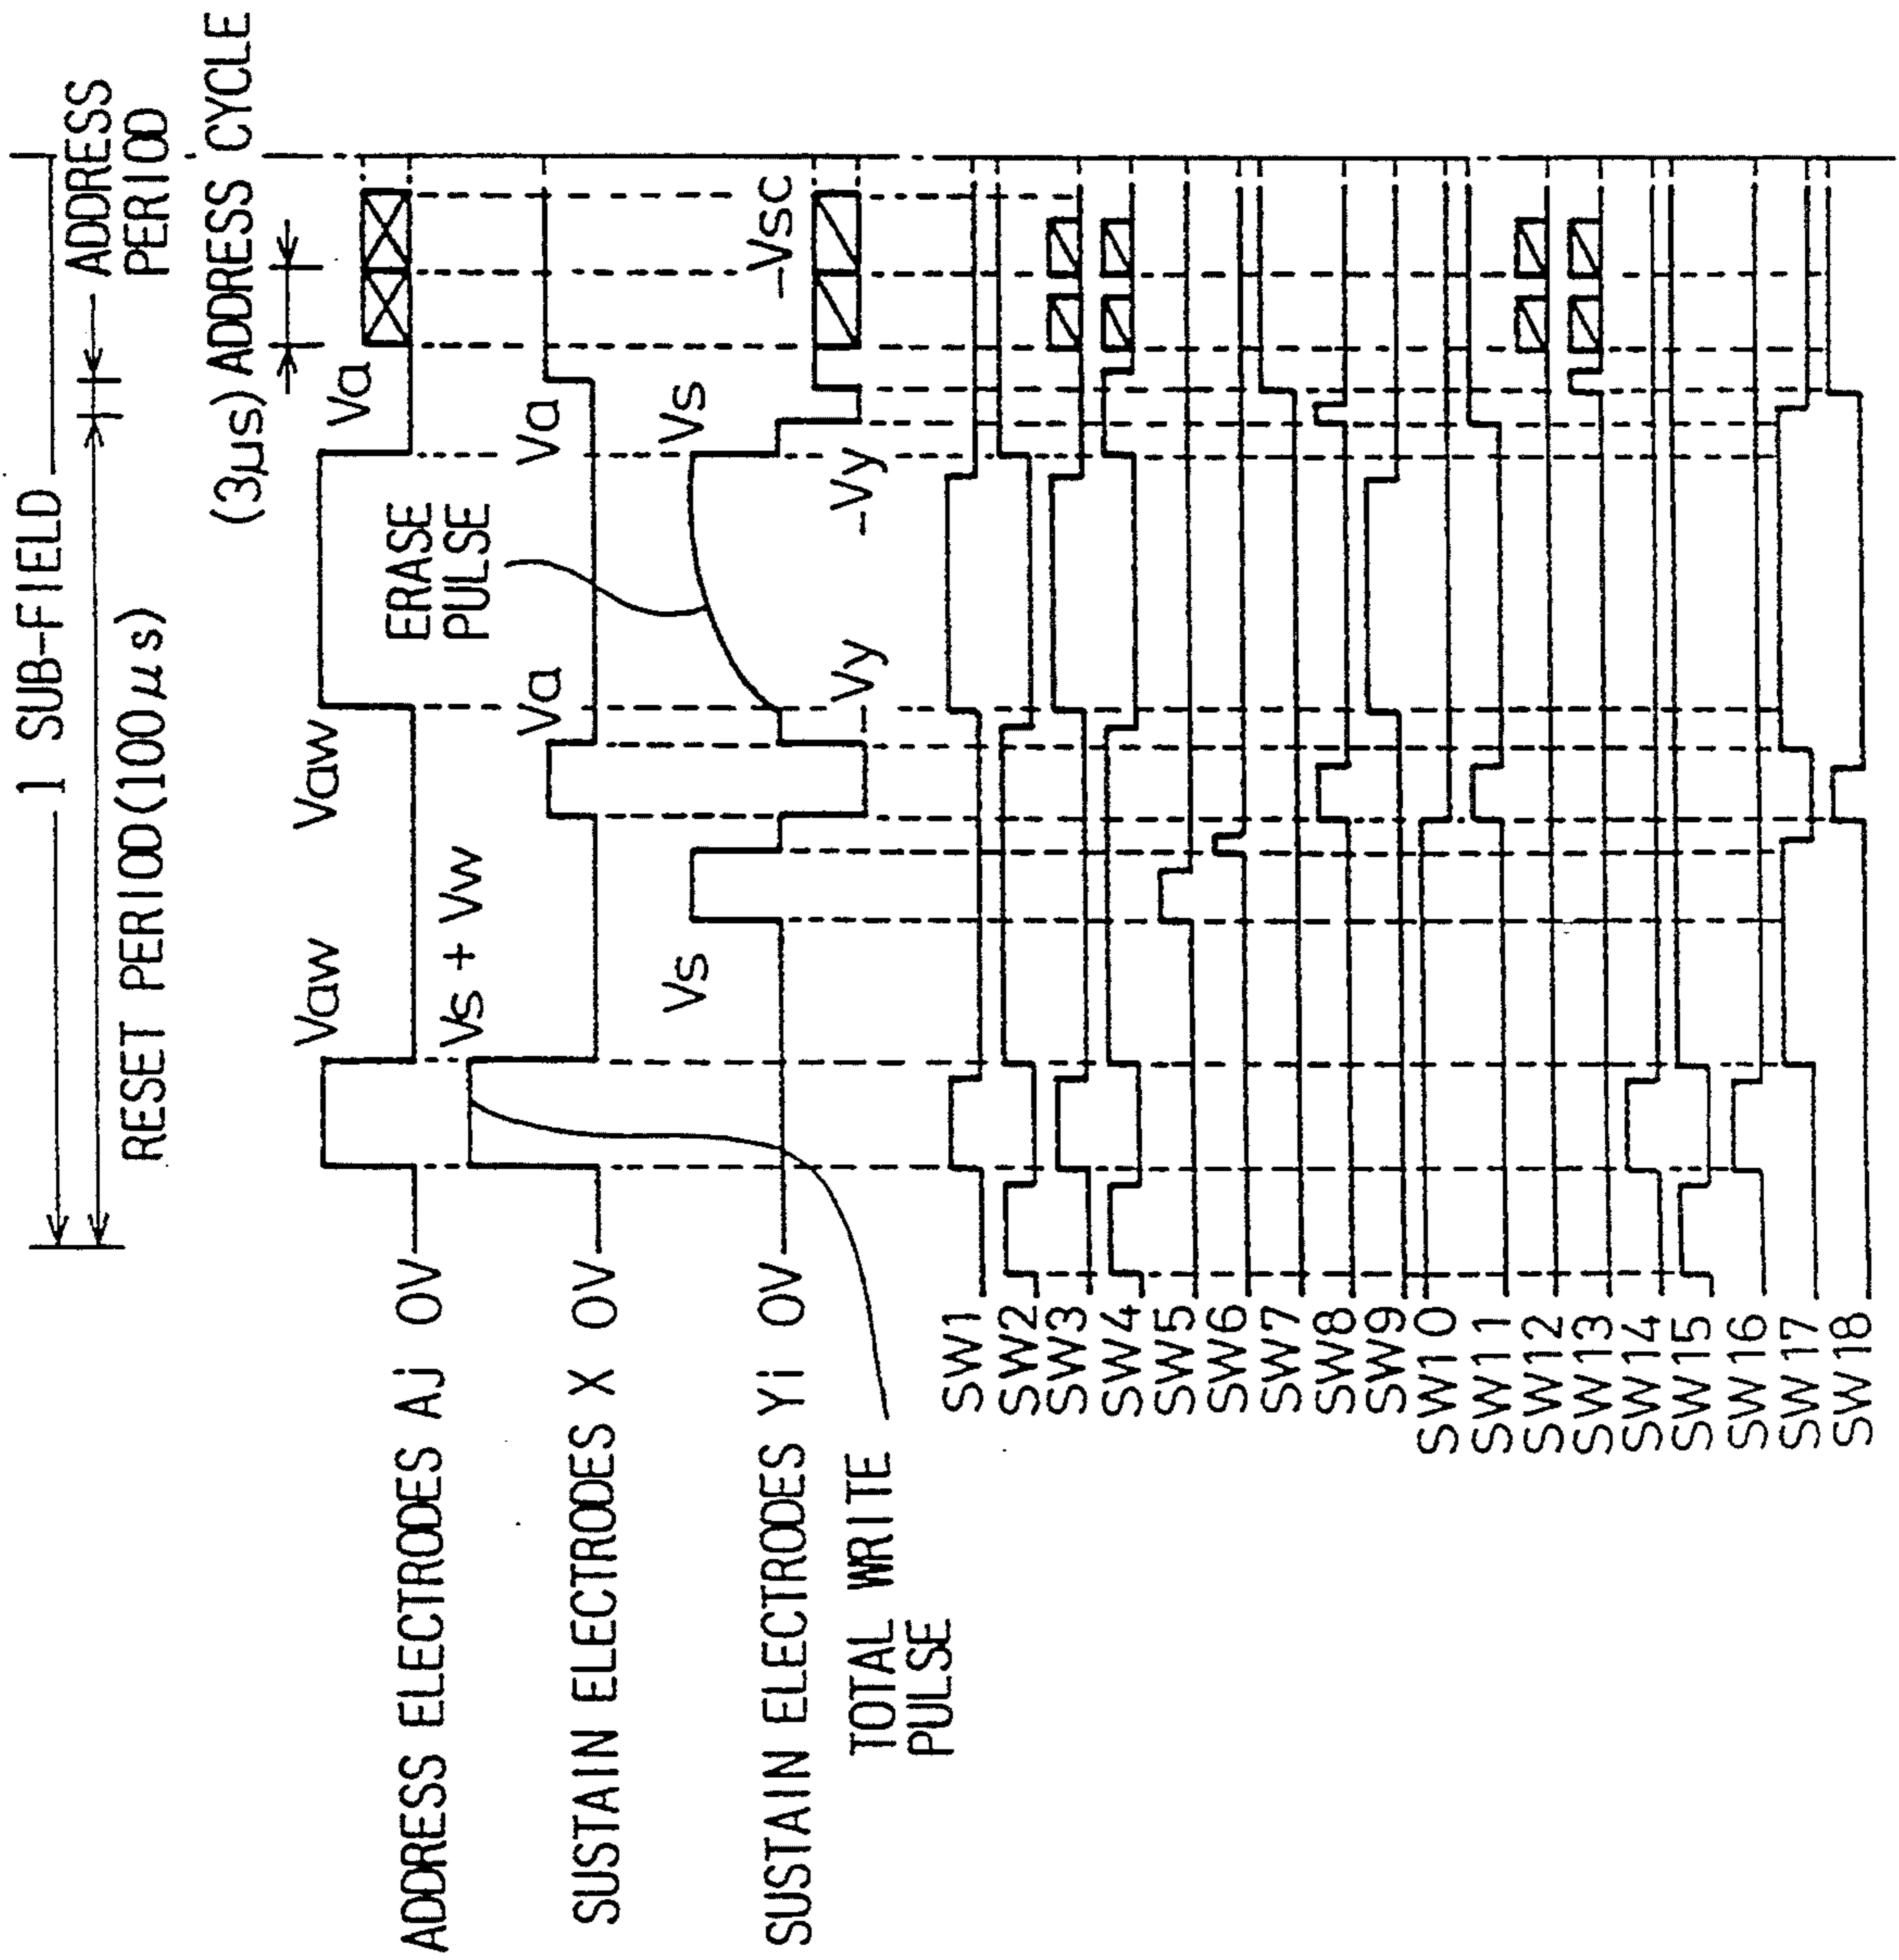 1 SUB-FIELD
RESET PERIOD(100μs)
ADDRESS
PERIOD
(3μs) ADDRESS CYCLE
Vaw
Vaw
Va
ADDRESS ELECTRODES Aj 0V
Vs + Vw
Va
Va
ERASE
PULSE
SUSTAIN ELECTRODES X 0V
Vs
Vs
-Vsc
SUSTAIN ELECTRODES Yi 0V
-Vy
-Vy
TOTAL WRITE
PULSE
SW1
SW2
SW3
SW4
SW5
SW6
SW7
SW8
SW9
SW10
SW11
SW12
SW13
SW14
SW15
SW16
SW17
SW18